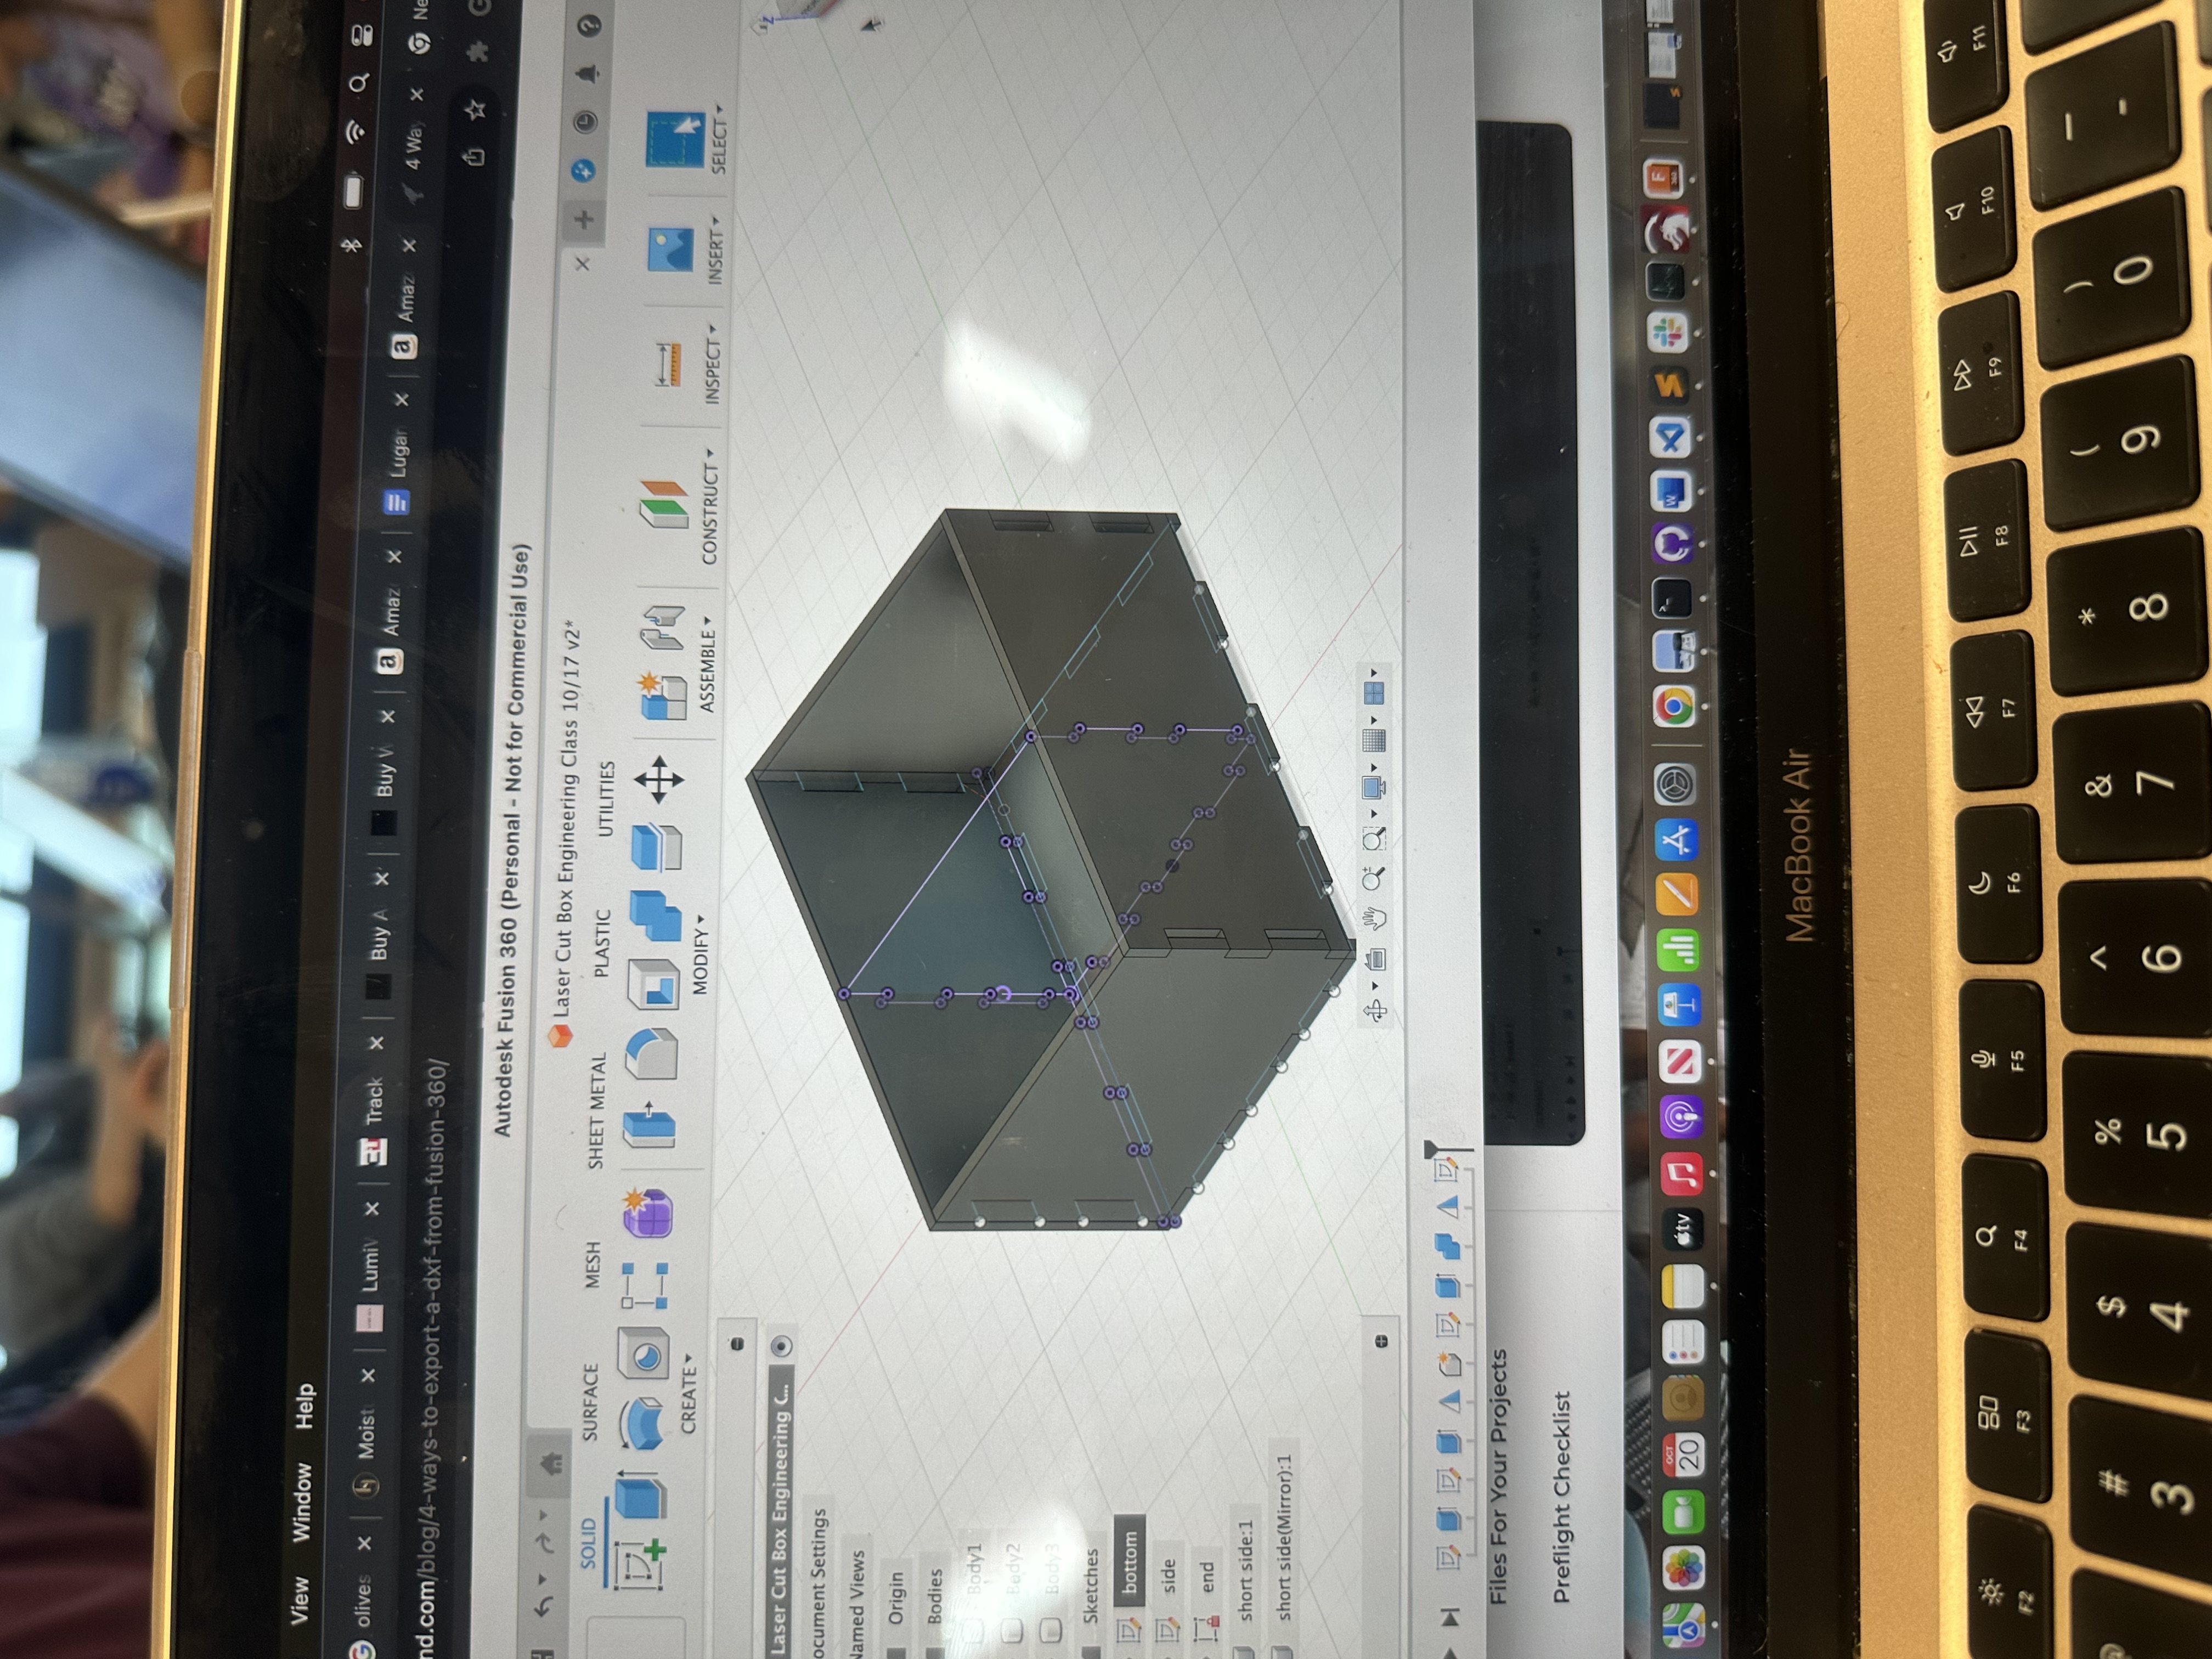 View Window Help
olives Moist LumiV Track Buy A Buy W Amaz Lugar Amaz 4 Way Ne
nd.com/blog/4-ways-to-export-a-dxf-from-fusion-360/
Autodesk Fusion 360 (Personal - Not for Commercial Use)
Laser Cut Box Engineering Class 10/17 v2*
SOLID SURFACE MESH SHEET METAL PLASTIC UTILITIES
CREATE MODIFY ASSEMBLE CONSTRUCT INSPECT INSERT SELECT
Z
Laser Cut Box Engineering C...
ocument Settings
Named Views
Origin
Bodies
Body1
Body2
Body3
Sketches
bottom
side
end
short side:1
short side(Mirror):1
Files For Your Projects
Preflight Checklist
OCT
20
tv
MacBook Air
F2 F3 F4 F5 F6 F7 F8 F9 F10 F11
@ # $ % ^ & * ( ) —
3 4 5 6 7 8 9 0 -